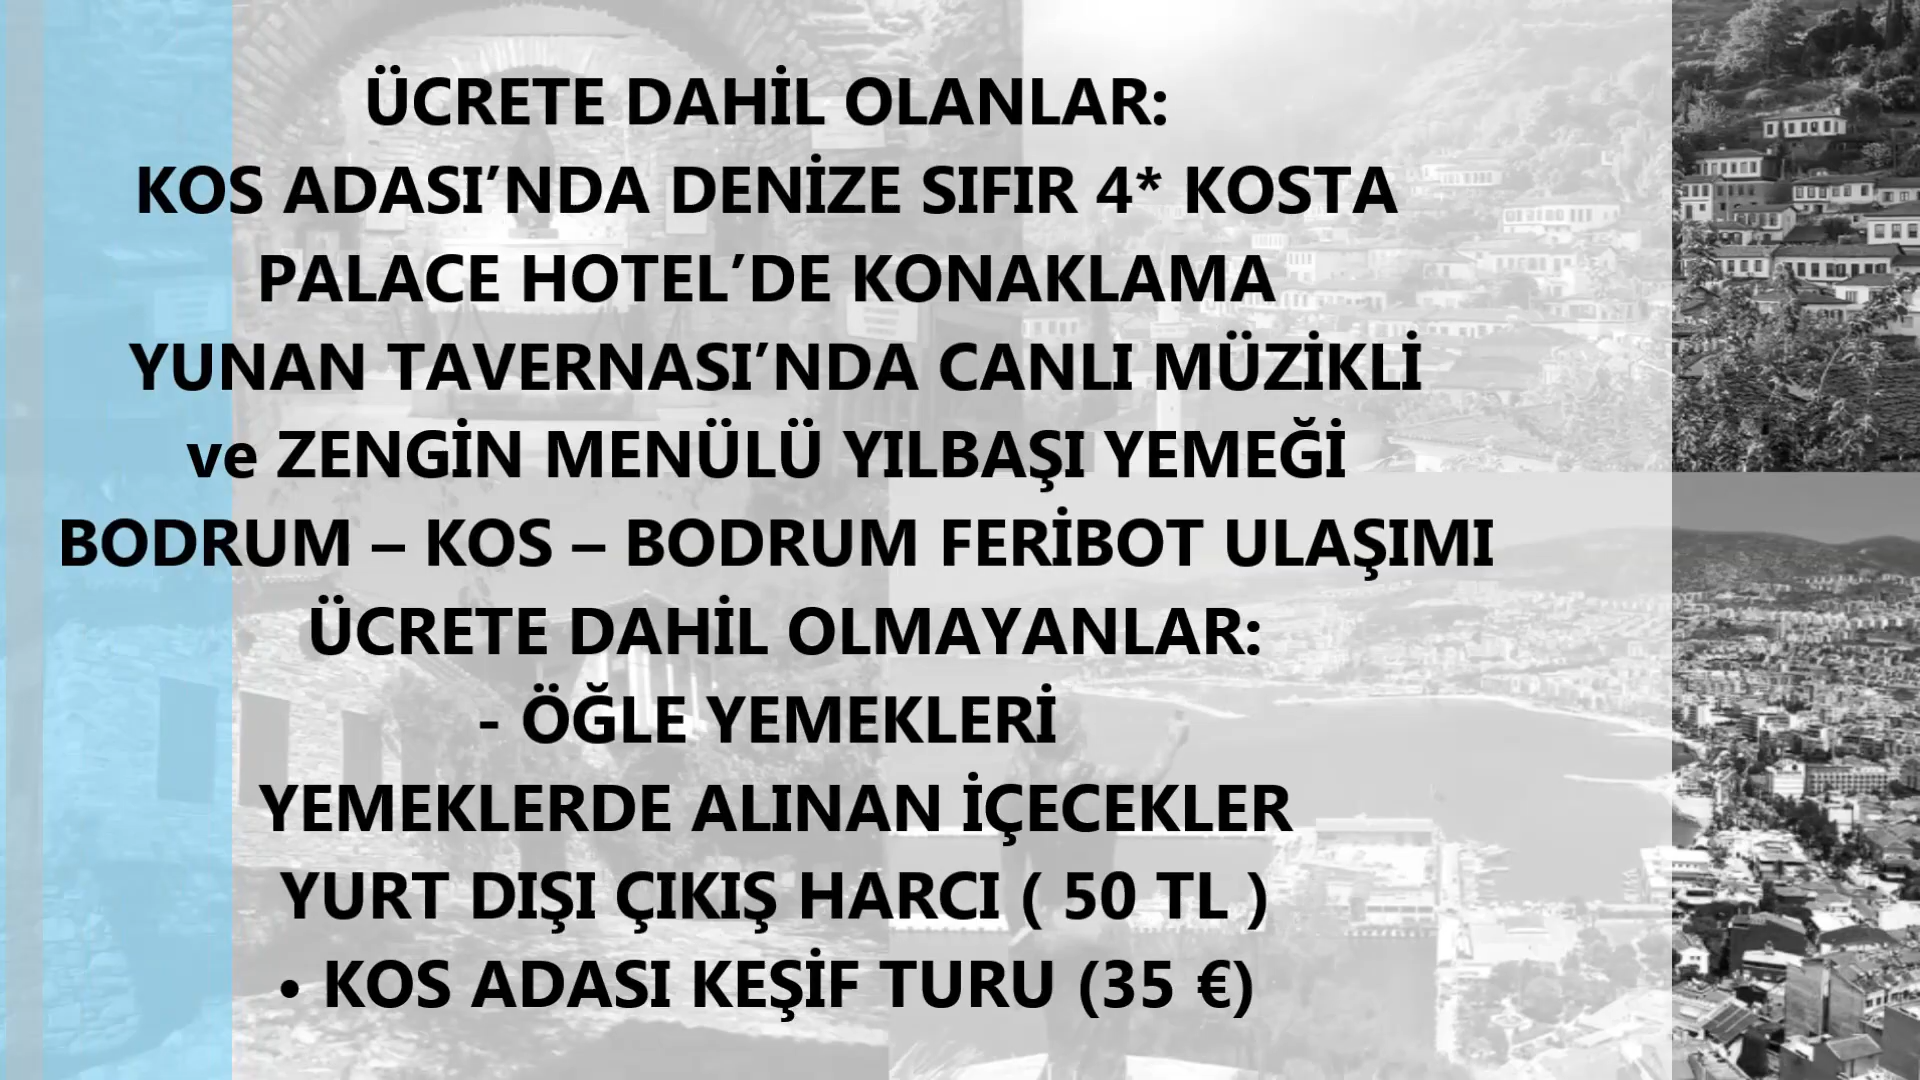 ÜCRETE DAHİL OLANLAR:
KOS ADASI’NDA DENİZE SIFIR 4* KOSTA
PALACE HOTEL’DE KONAKLAMA
YUNAN TAVERNASI’NDA CANLI MÜZİKLİ
ve ZENGİN MENÜLÜ YILBAŞI YEMEĞİ
BODRUM – KOS – BODRUM FERİBOT ULAŞIMI
ÜCRETE DAHİL OLMAYANLAR:
- ÖĞLE YEMEKLERİ
YEMEKLERDE ALINAN İÇECEKLER
YURT DIŞI ÇIKIŞ HARCI ( 50 TL )
• KOS ADASI KEŞİF TURU (35 €)